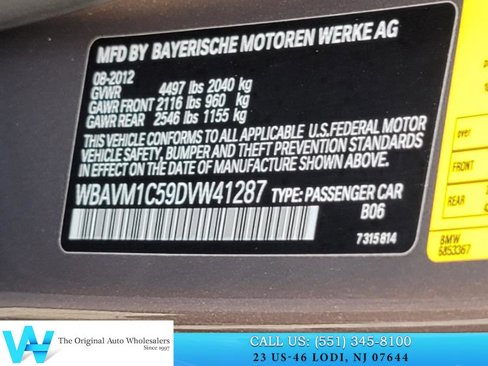 MFD BY BAYERISCHE MOTOREN WERKE AG
08-2012
GVWR 4497 lbs 2040 kg
GAWR FRONT 2116 lbs 960 kg
GAWR REAR 2546 lbs 1155 kg
THIS VEHICLE CONFORMS TO ALL APPLICABLE U.S.FEDERAL MOTOR
VEHICLE SAFETY, BUMPER AND THEFT PREVENTION STANDARDS
IN EFFECT ON THE DATE OF MANUFACTURE SHOWN ABOVE.
WBAVM1C59DVW41287 TYPE: PASSENGER CAR
B06
7315814
REAR
BMW
6853367
The Original Auto Wholesalers
Since 1997
CALL US: (551) 345-8100
23 US-46 LODI, NJ 07644